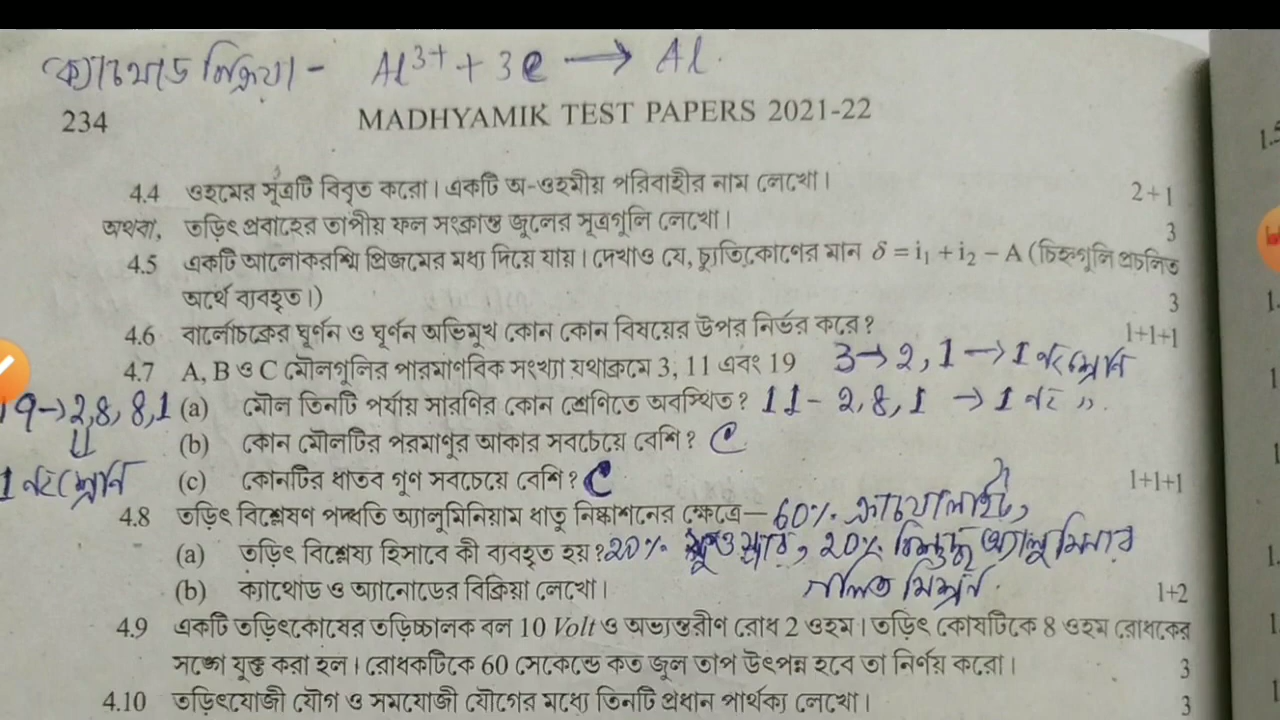 ক্যাথোড বিক্রিয়া - Al³⁺ + 3e → Al.
234 MADHYAMIK TEST PAPERS 2021-22
4.4 ওহমের সূত্রটি বিবৃত করো। একটি অ-ওহমীয় পরিবাহীর নাম লেখো। 2+1
অথবা, তড়িৎ প্রবাহের তাপীয় ফল সংক্রান্ত জুলের সূত্রগুলি লেখো। 3
4.5 একটি আলোকরশ্মি প্রিজমের মধ্য দিয়ে যায়। দেখাও যে, চ্যুতিকোণের মান δ = i₁ + i₂ – A (চিহ্নগুলি প্রচলিত
অর্থে ব্যবহৃত।) 3
4.6 বার্লোচক্রের ঘূর্ণন ও ঘূর্ণন অভিমুখ কোন কোন বিষয়ের উপর নির্ভর করে? 1+1+1
4.7 A, B ও C মৌলগুলির পারমাণবিক সংখ্যা যথাক্রমে 3, 11 এবং 19 3→2,1→1 নং শ্রেণি
19→2,8,8,1 (a) মৌল তিনটি পর্যায় সারণির কোন শ্রেণিতে অবস্থিত? 11 - 2,8,1 →1 নং ,,.
(b) কোন মৌলটির পরমাণুর আকার সবচেয়ে বেশি? C
1 নং শ্রেণি (c) কোনটির ধাতব গুণ সবচেয়ে বেশি? C 1+1+1
4.8 তড়িৎ বিশ্লেষণ পদ্ধতি অ্যালুমিনিয়াম ধাতু নিষ্কাশনের ক্ষেত্রে— 60% ক্রায়োলাইট,
(a) তড়িৎ বিশ্লেষ্য হিসাবে কী ব্যবহৃত হয়? 20% 20% বিশুদ্ধ অ্যালুমিনার
(b) ক্যাথোড ও অ্যানোডের বিক্রিয়া লেখো। গলিত মিশ্রণ. 1+2
4.9 একটি তড়িৎকোষের তড়িচ্চালক বল 10 Volt ও অভ্যন্তরীণ রোধ 2 ওহম। তড়িৎ কোষটিকে 8 ওহম রোধকের
সঙ্গে যুক্ত করা হল। রোধকটিকে 60 সেকেন্ডে কত জুল তাপ উৎপন্ন হবে তা নির্ণয় করো। 3
4.10 তড়িৎযোজী যৌগ ও সমযোজী যৌগের মধ্যে তিনটি প্রধান পার্থক্য লেখো। 3